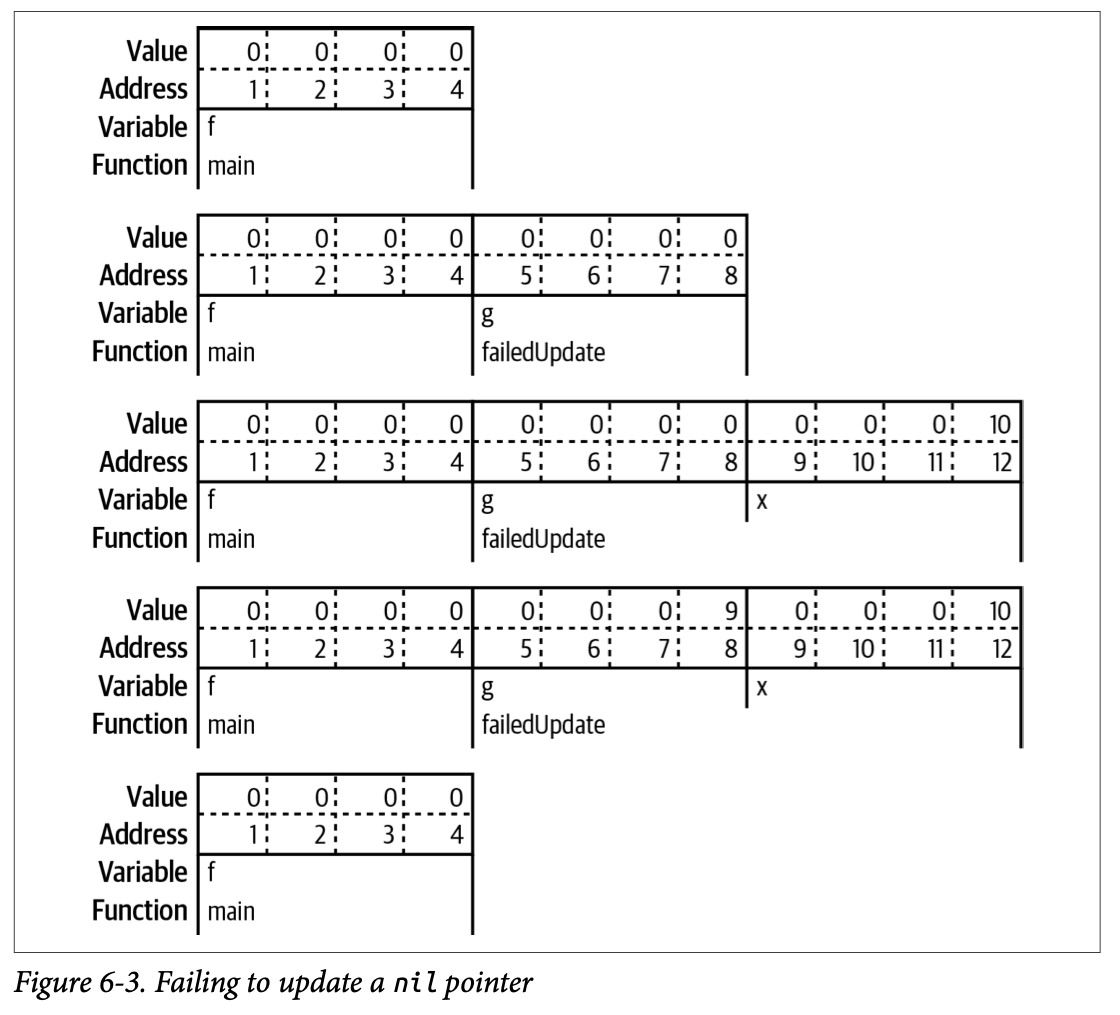 Value 0 0 0 0
Address 1 2 3 4
Variable f
Function main
Value 0 0 0 0 0 0 0 0
Address 1 2 3 4 5 6 7 8
Variable f g
Function main failedUpdate
Value 0 0 0 0 0 0 0 0 0 0 0 10
Address 1 2 3 4 5 6 7 8 9 10 11 12
Variable f g x
Function main failedUpdate
Value 0 0 0 0 0 0 0 9 0 0 0 10
Address 1 2 3 4 5 6 7 8 9 10 11 12
Variable f g x
Function main failedUpdate
Value 0 0 0 0
Address 1 2 3 4
Variable f
Function main
Figure 6-3. Failing to update a nil pointer